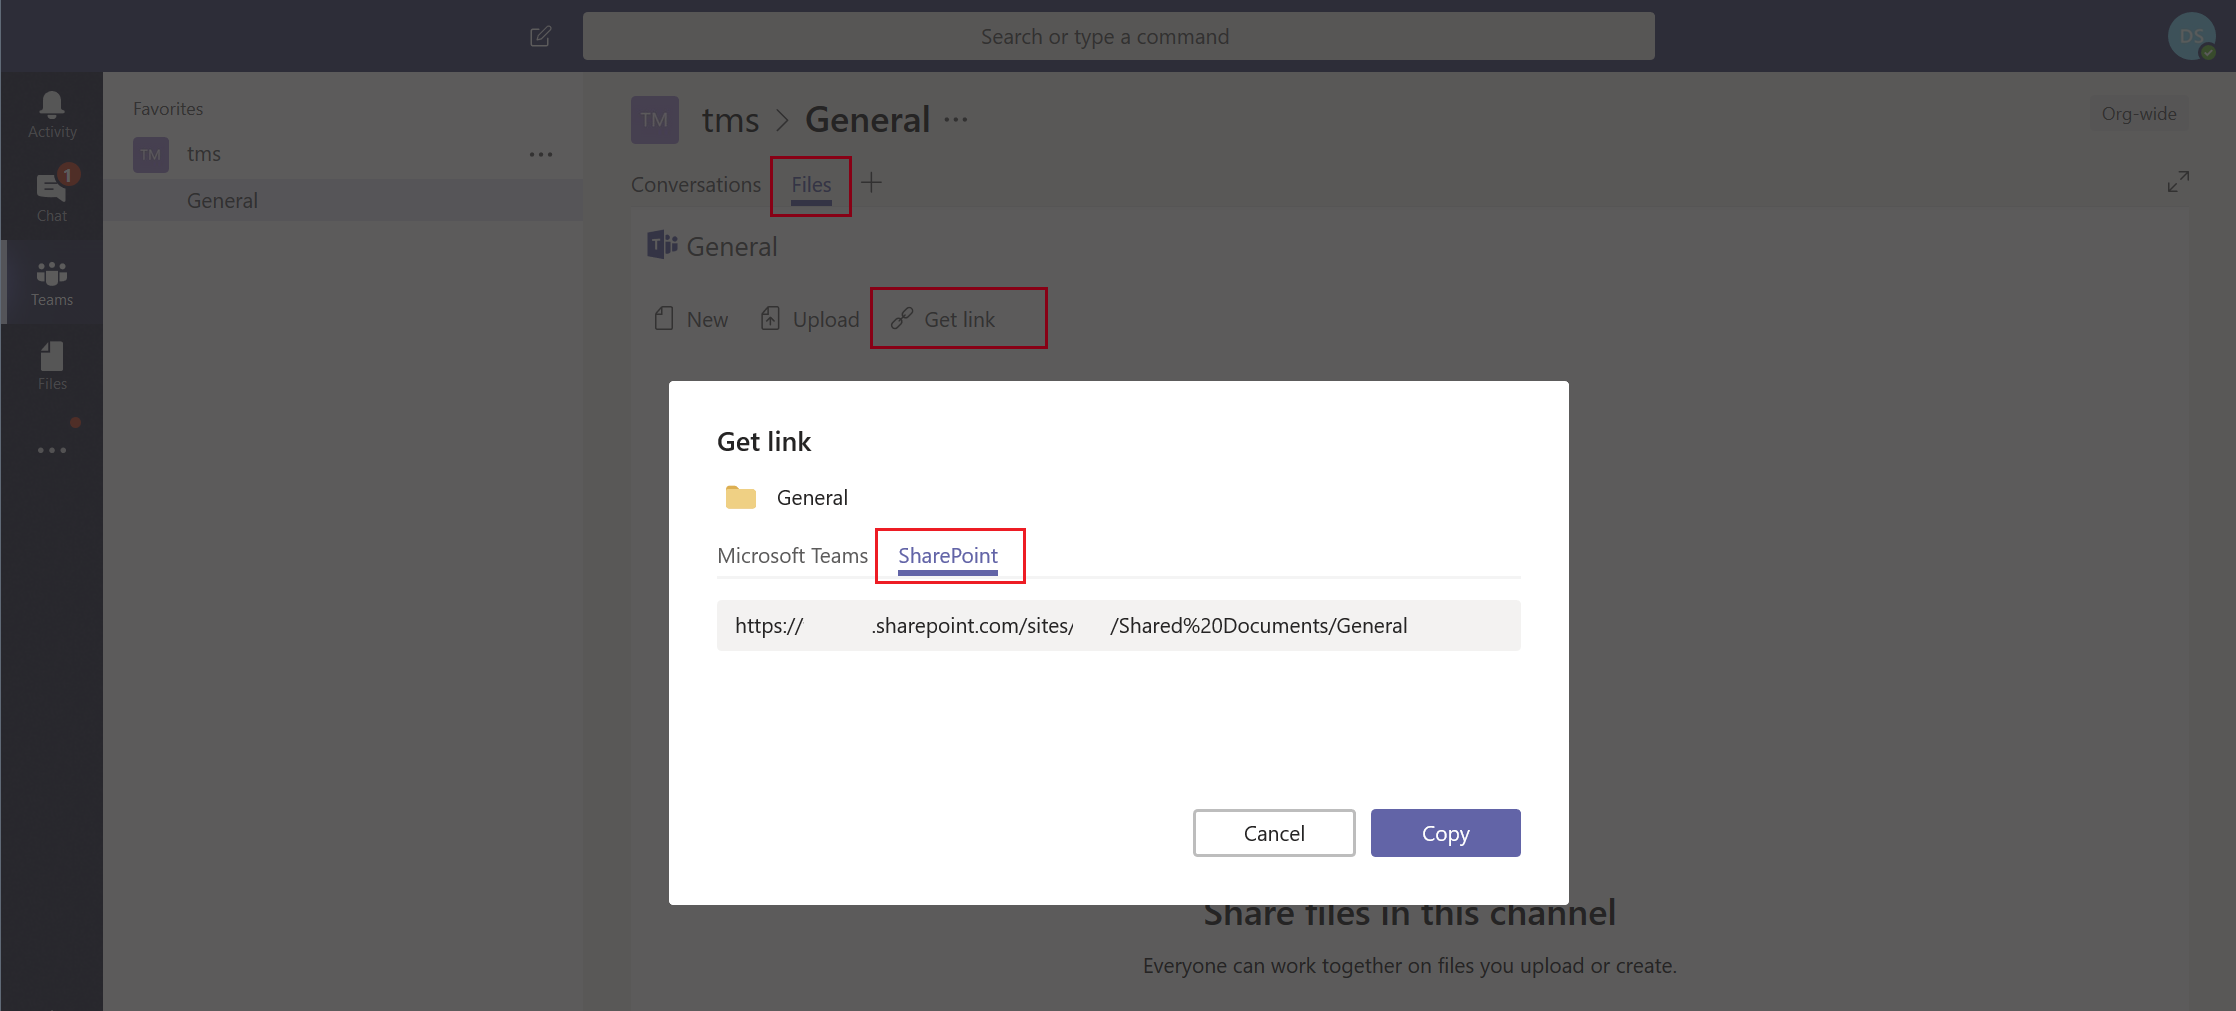 Search or type a command
DS
Activity
1
Chat
Teams
Files
Favorites
TM
tms
General
TM
tms
General
Org-wide
Conversations
Files
T
General
New
Upload
Get link
Get link
General
Microsoft Teams
SharePoint
https:// .sharepoint.com/sites/ /Shared%20Documents/General
Cancel
Copy
Share files in this channel
Everyone can work together on files you upload or create.